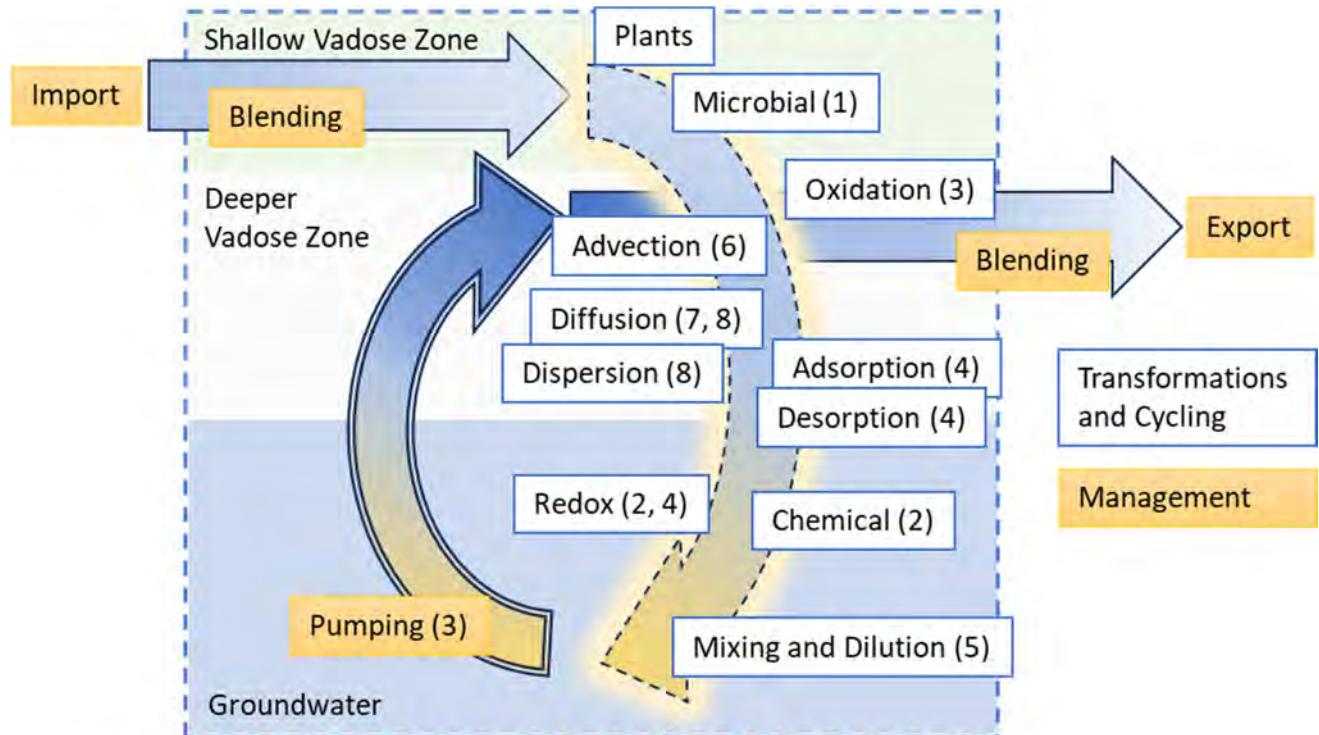 Plants
Shallow Vadose Zone
Microbial (1)
Import
Blending
Oxidation (3)
Deeper
Vadose Zone
Export
Advection (6)
Blending
Diffusion (7, 8)
Dispersion (8)
Adsorption (4)
Transformations
and Cycling
Desorption (4)
Redox (2, 4)
Management
Chemical (2)
Pumping (3)
Mixing and Dilution (5)
Groundwater